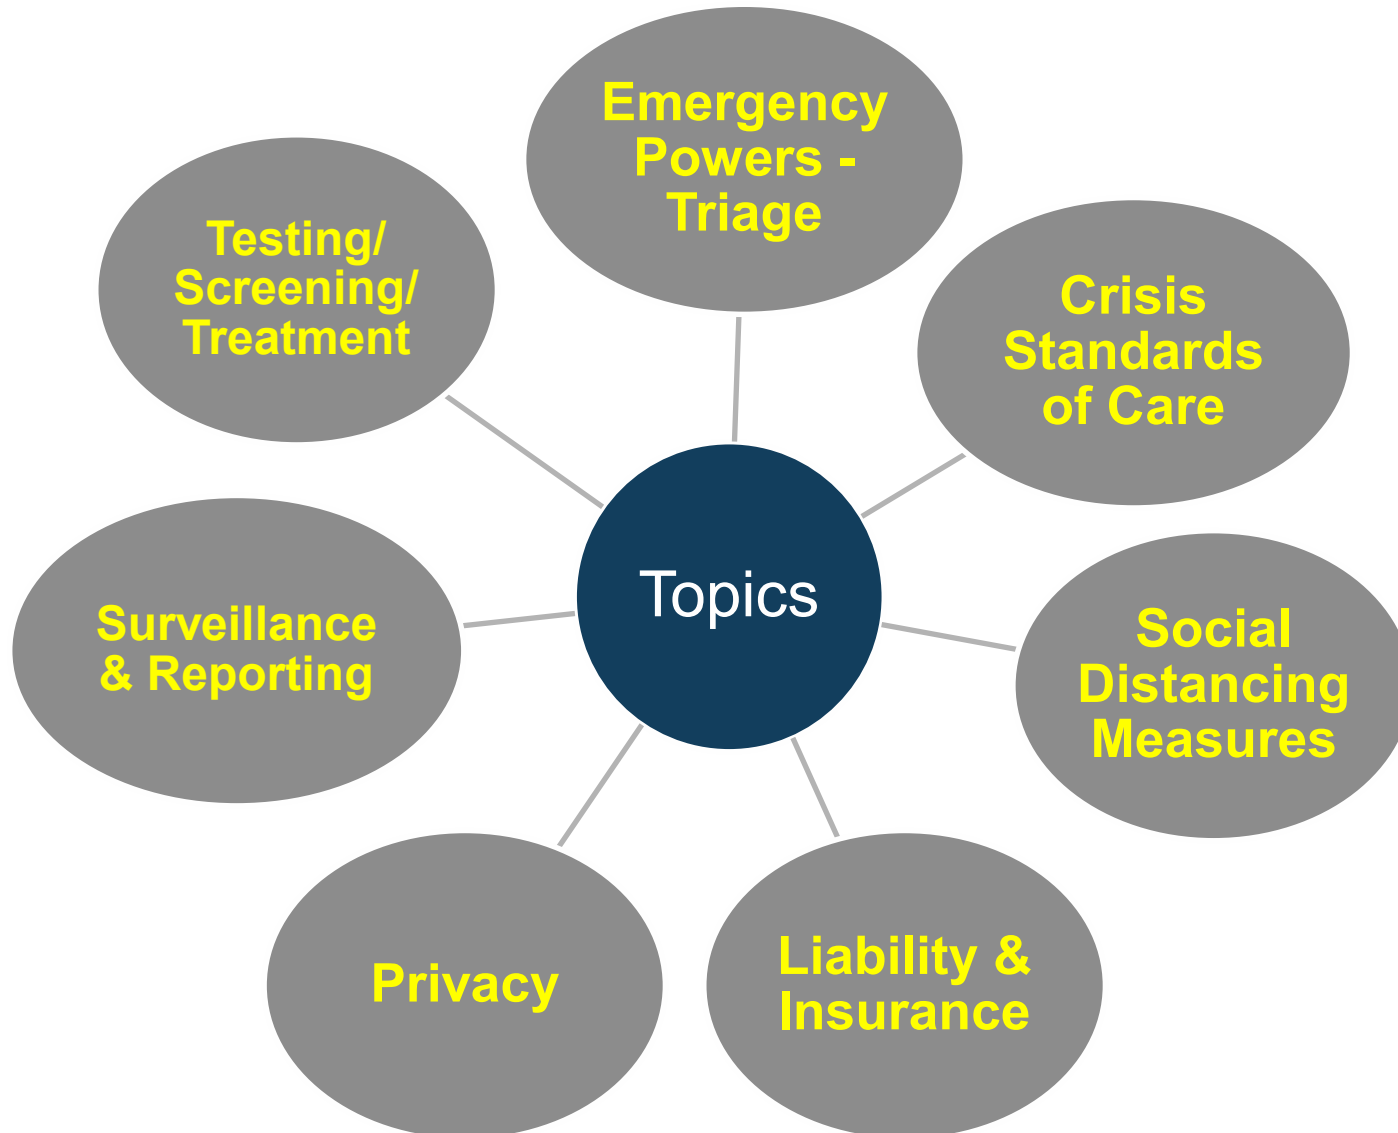 Emergency
Powers -
Triage
Testing/
Screening/
Treatment
Crisis
Standards
of Care
Topics
Surveillance
& Reporting
Social
Distancing
Measures
Privacy
Liability &
Insurance